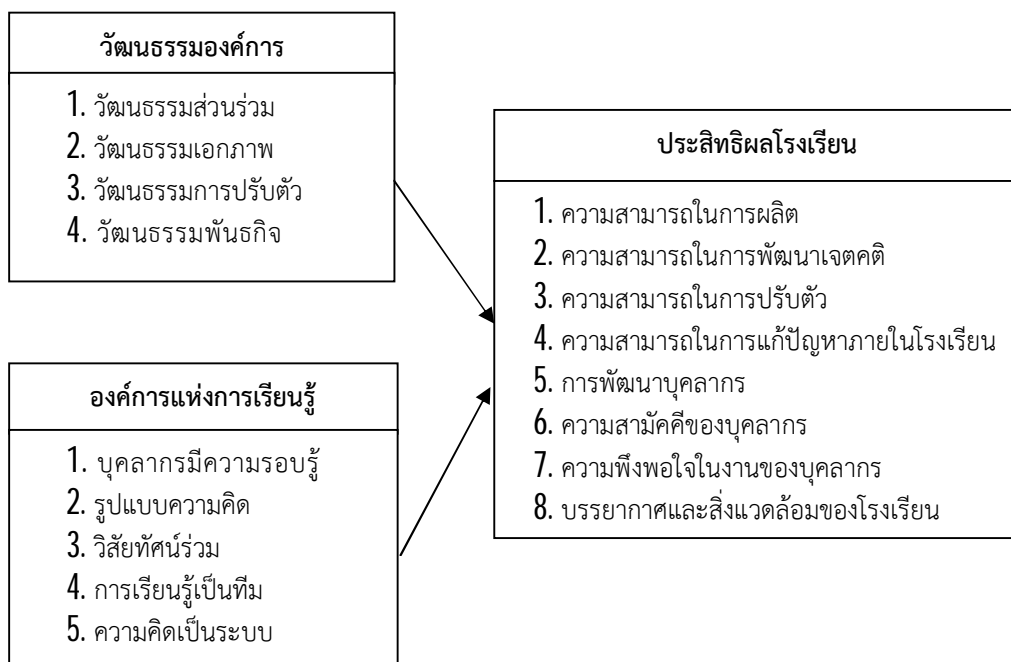 วัฒนธรรมองค์การ
1. วัฒนธรรมส่วนร่วม
2. วัฒนธรรมเอกภาพ
3. วัฒนธรรมการปรับตัว
4. วัฒนธรรมพันธกิจ
องค์การแห่งการเรียนรู้
1. บุคลากรมีความรอบรู้
2. รูปแบบความคิด
3. วิสัยทัศน์ร่วม
4. การเรียนรู้เป็นทีม
5. ความคิดเป็นระบบ
ประสิทธิผลโรงเรียน
1. ความสามารถในการผลิต
2. ความสามารถในการพัฒนาเจตคติ
3. ความสามารถในการปรับตัว
4. ความสามารถในการแก้ปัญหาภายในโรงเรียน
5. การพัฒนาบุคลากร
6. ความสามัคคีของบุคลากร
7. ความพึงพอใจในงานของบุคลากร
8. บรรยากาศและสิ่งแวดล้อมของโรงเรียน